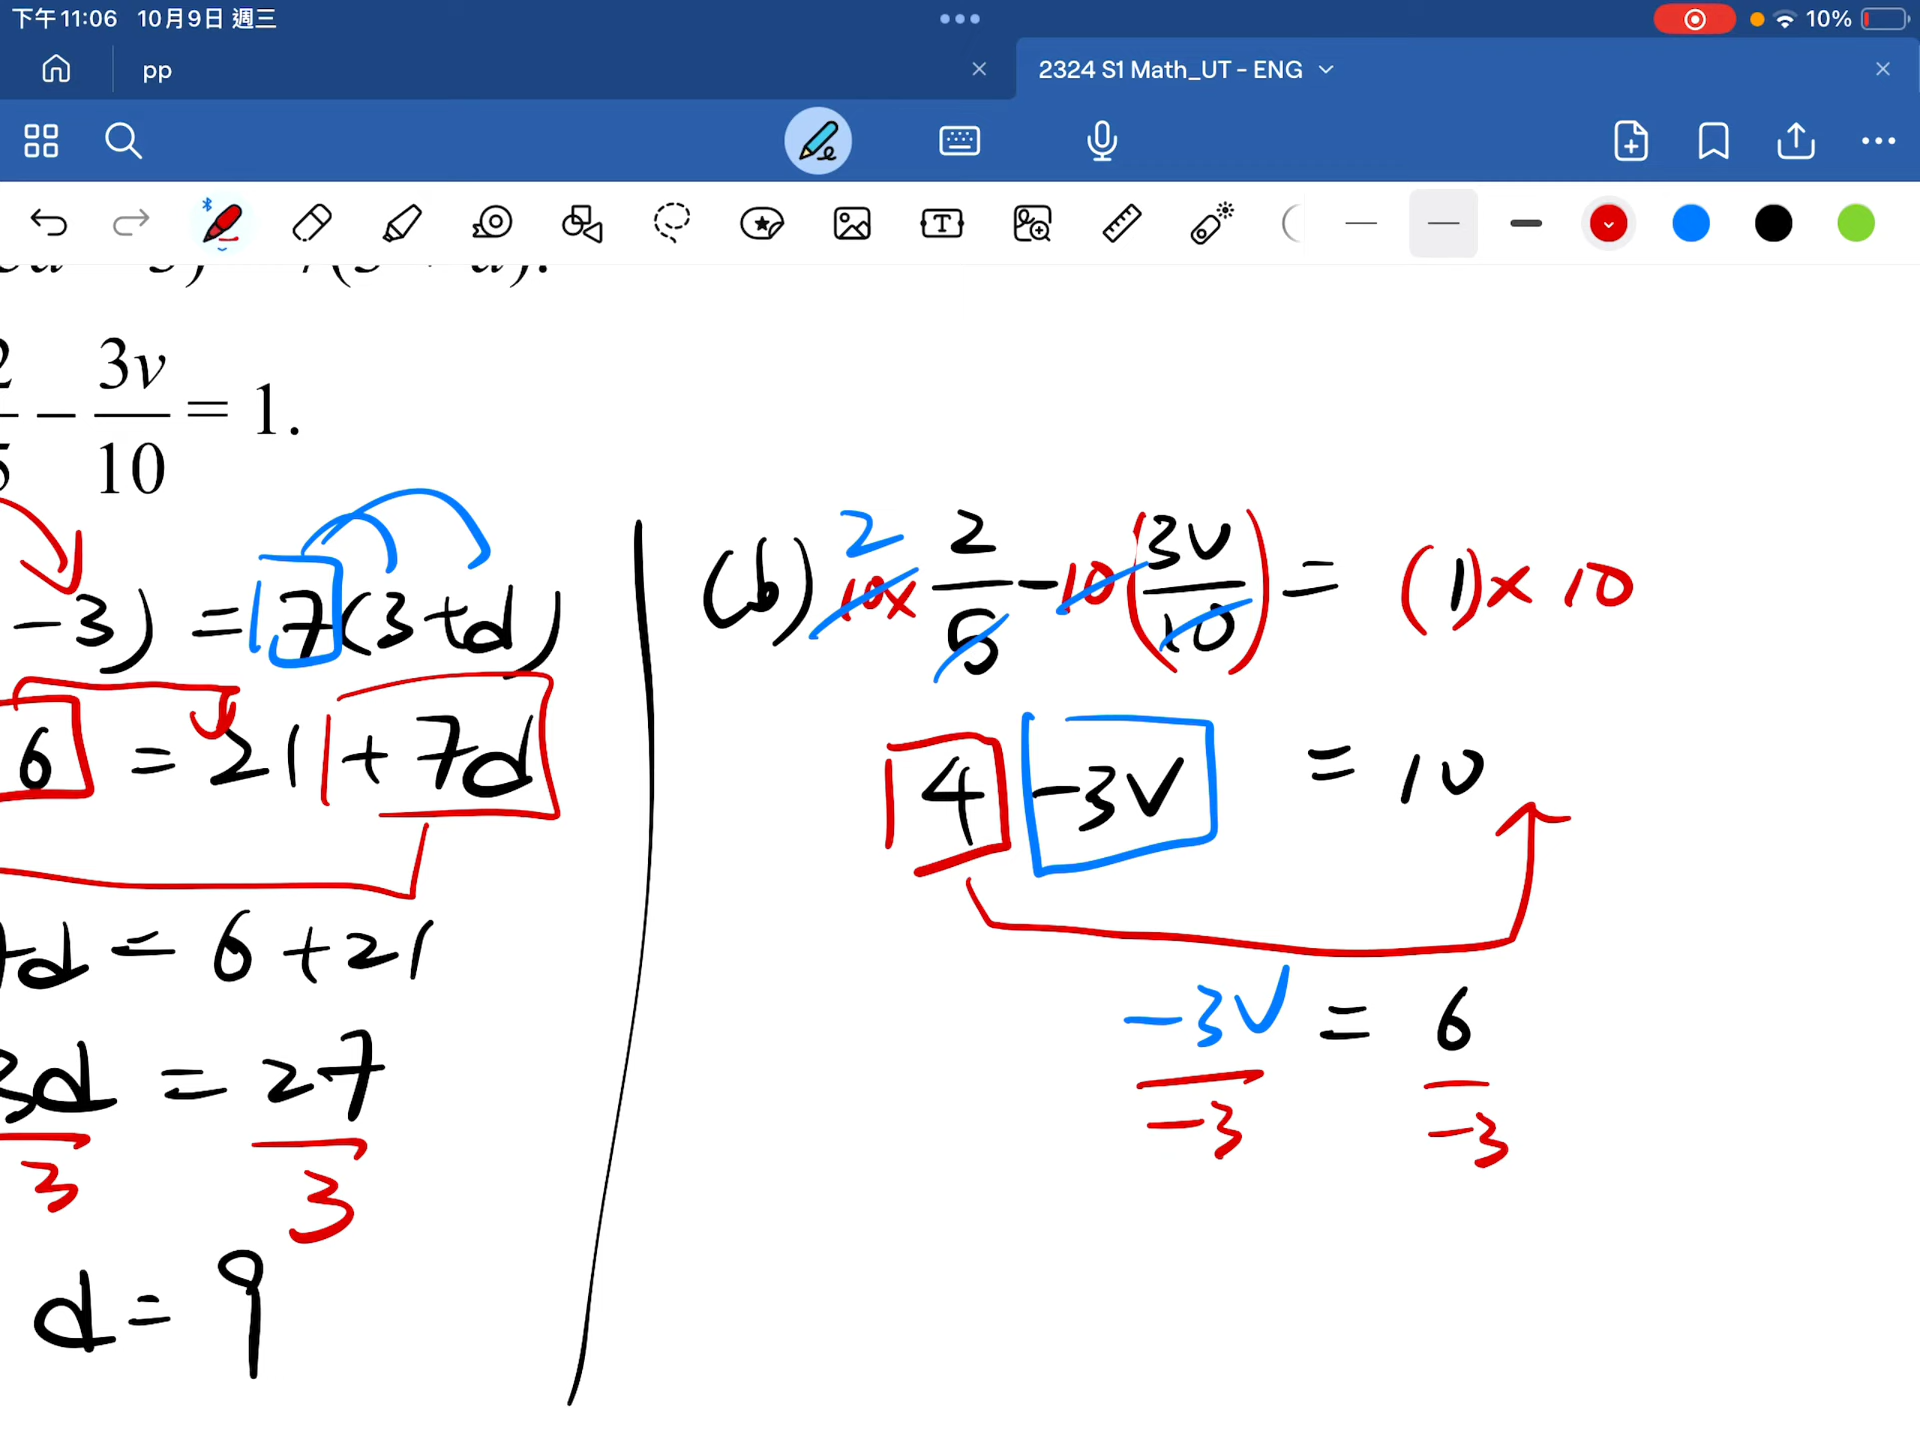 下午11:06 10月9日 週三
10%
pp
2324 S1 Math_UT - ENG
T
2/5 − 3v/10 = 1.
−3) = 7(3+d)
6 = 21 + 7d
d = 6 + 21
3d = 27
3 3
d = 9
(b) 10× 2/5 − 10(3v/10) = (1) × 10
2
4 −3v = 10
−3v = 6
−3 −3